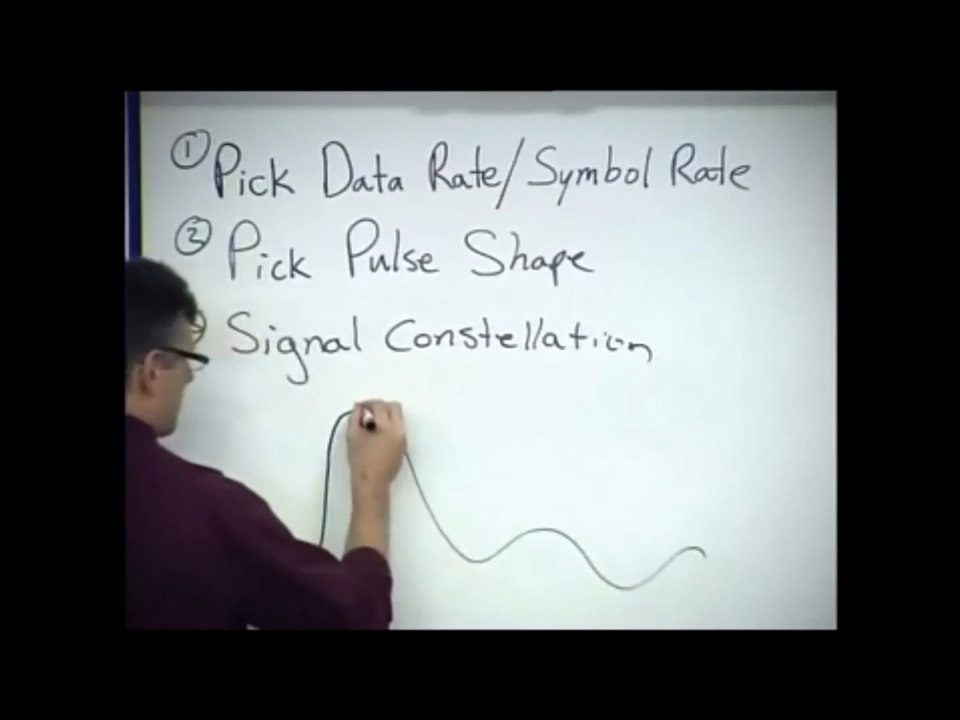 ① Pick Data Rate/Symbol Rate
② Pick Pulse Shape
Signal Constellation